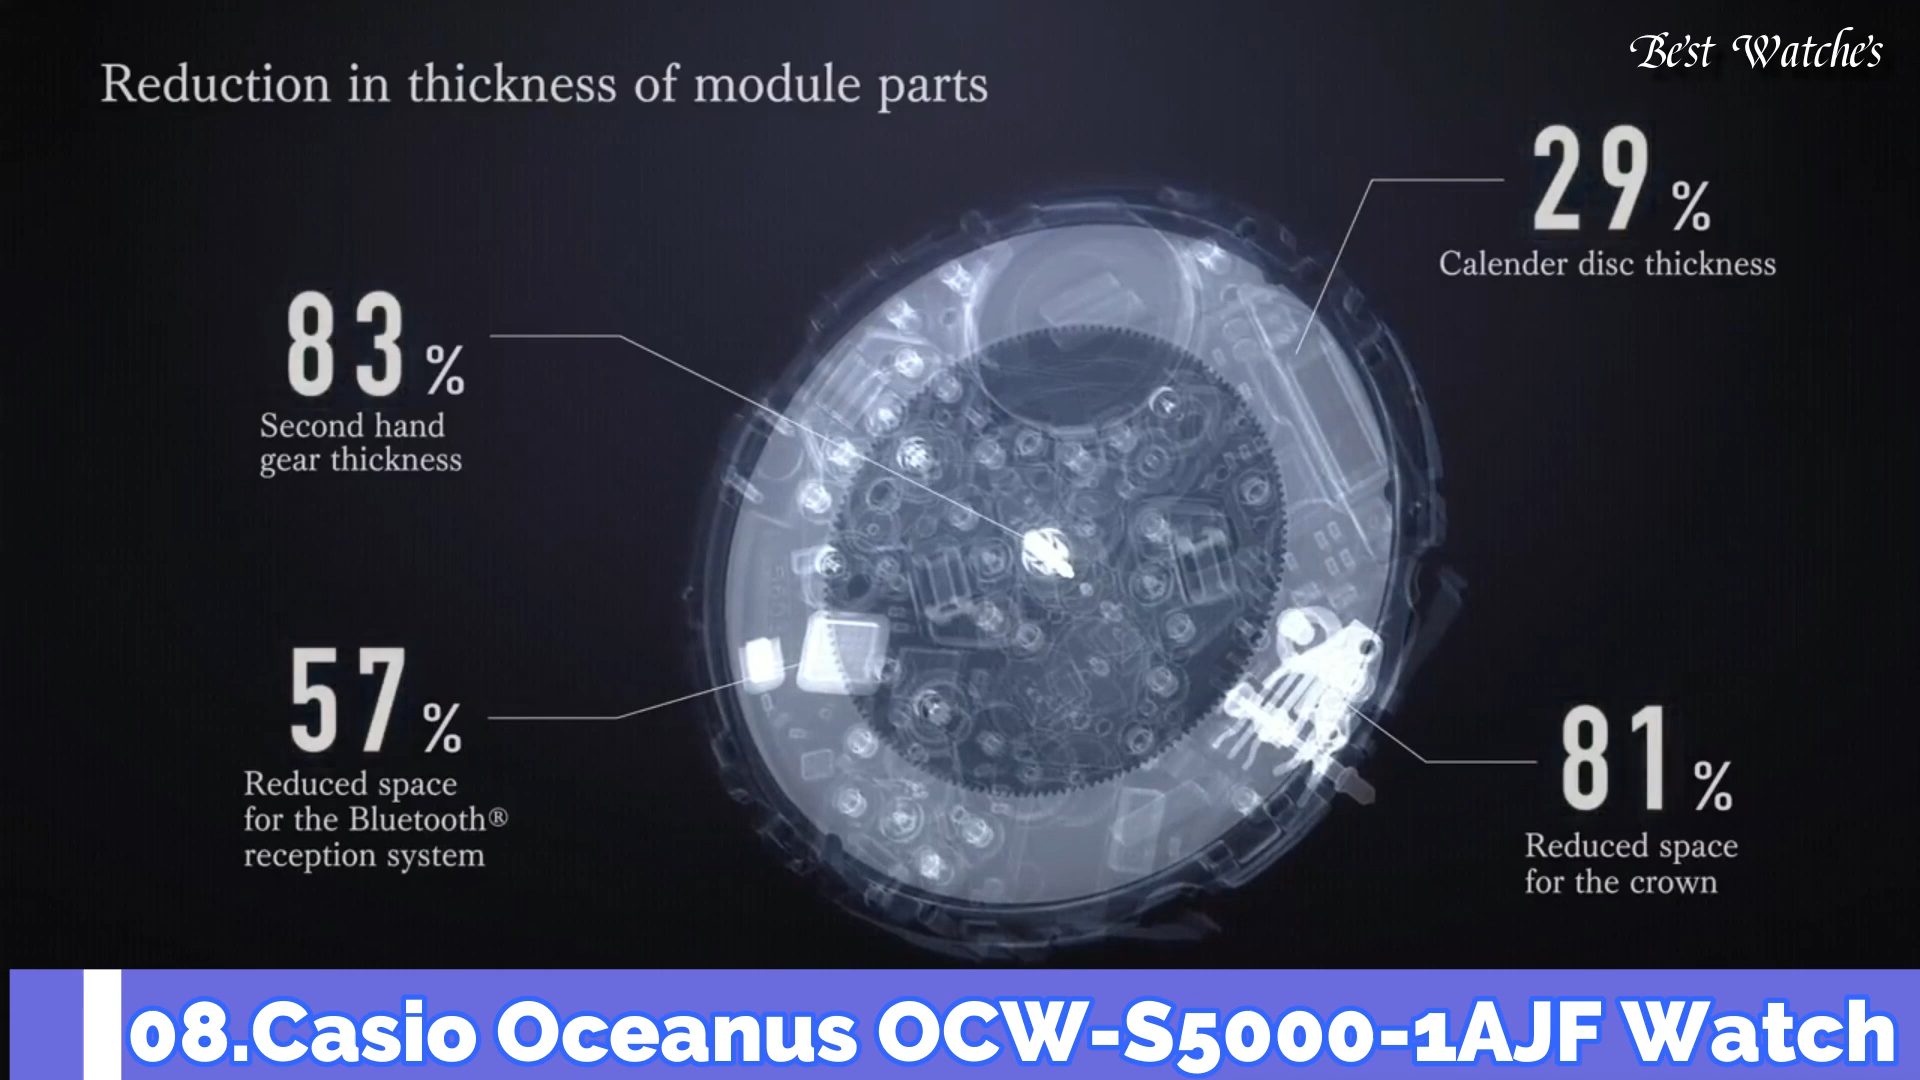 Be'st Watche's
Reduction in thickness of module parts
29 %
Calender disc thickness
83 %
Second hand
gear thickness
57 %
Reduced space
for the Bluetooth®
reception system
81 %
Reduced space
for the crown
08.Casio Oceanus OCW-S5000-1AJF Watch